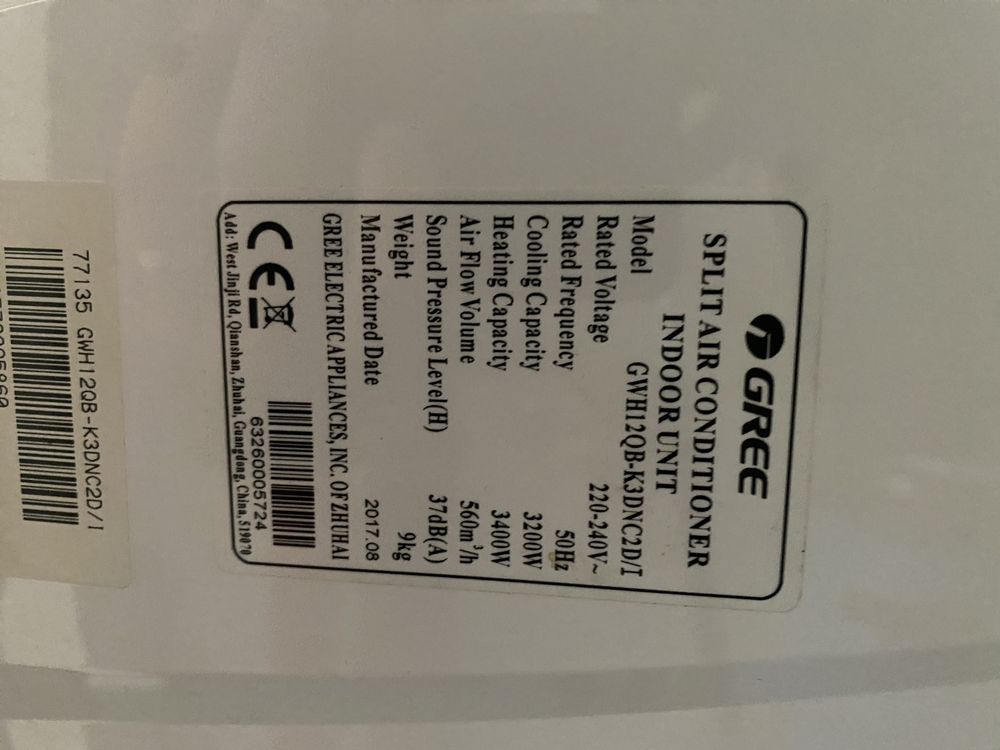 GREE
SPLIT AIR CONDITIONER
INDOOR UNIT
Model GWH12QB-K3DNC2D/I
Rated Voltage 220-240V~
Rated Frequency 50Hz
Cooling Capacity 3200W
Heating Capacity 3400W
Air Flow Volume 560m³/h
Sound Pressure Level(H) 37dB(A)
Weight 9kg
Manufactured Date 2017.08
GREE ELECTRIC APPLIANCES, INC. OF ZHUHAI
CE
63260005724
Add: West Jinji Rd, Qianshan, Zhuhai, Guangdong, China, 519070
77135 GWH12QB-K3DNC2D/I